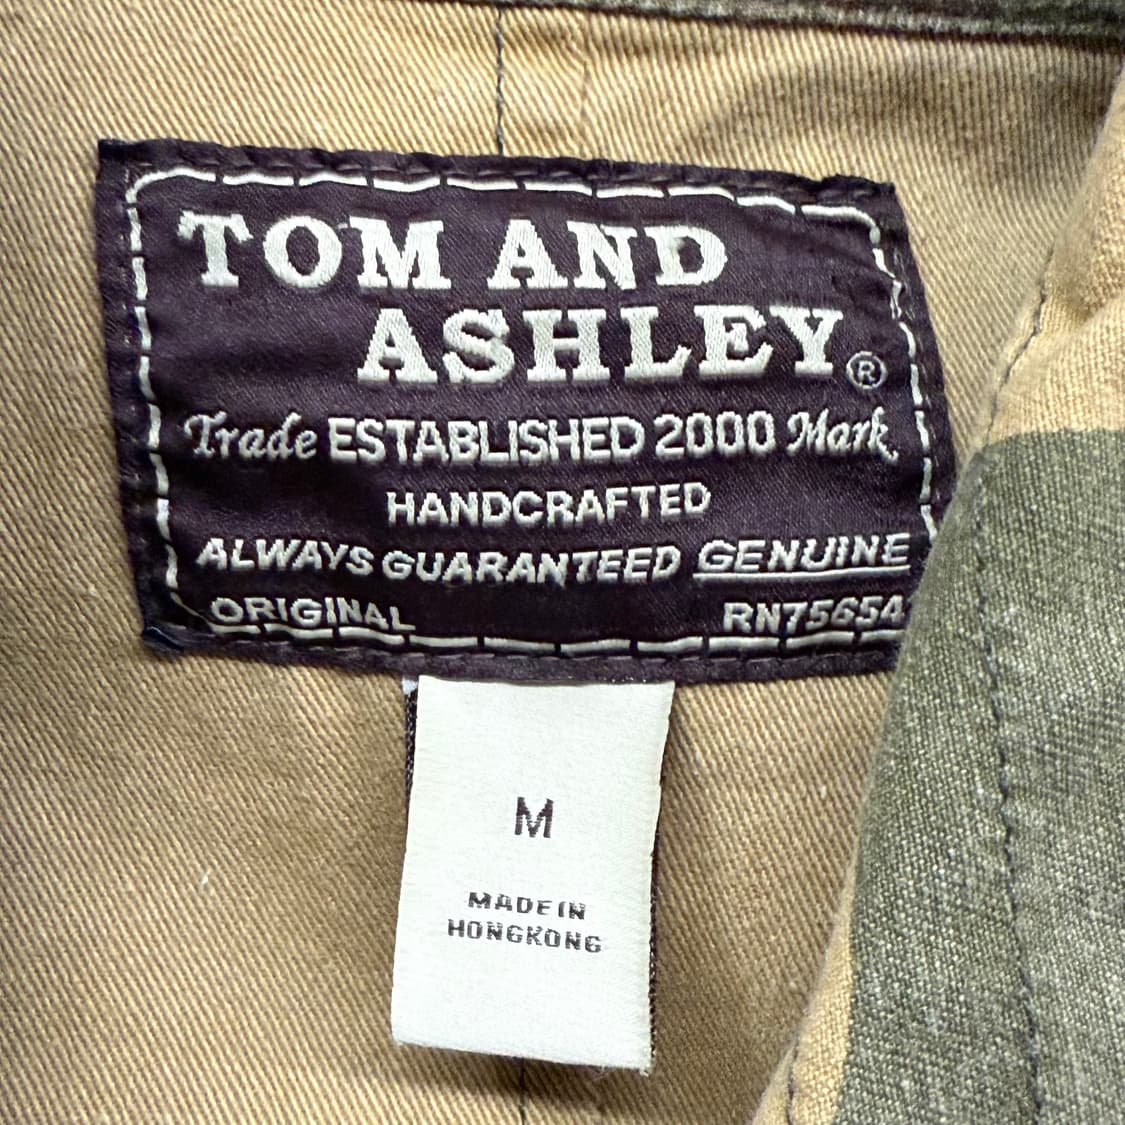 TOM AND
ASHLEY®
Trade ESTABLISHED 2000 Mark
HANDCRAFTED
ALWAYS GUARANTEED GENUINE
ORIGINAL RN75654
M
MADE IN
HONGKONG